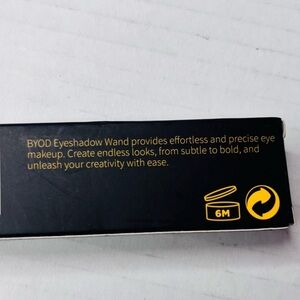 BYOD Eyeshadow Wand provides effortless and precise eye
makeup. Create endless looks, from subtle to bold, and
unleash your creativity with ease.
6M